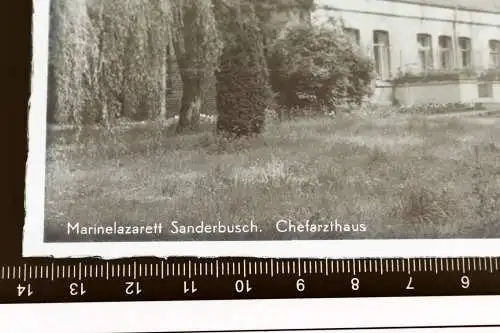 Marinelazarett Sanderbusch. Chefarzthaus
14 13 12 11 10 9 8 7 6